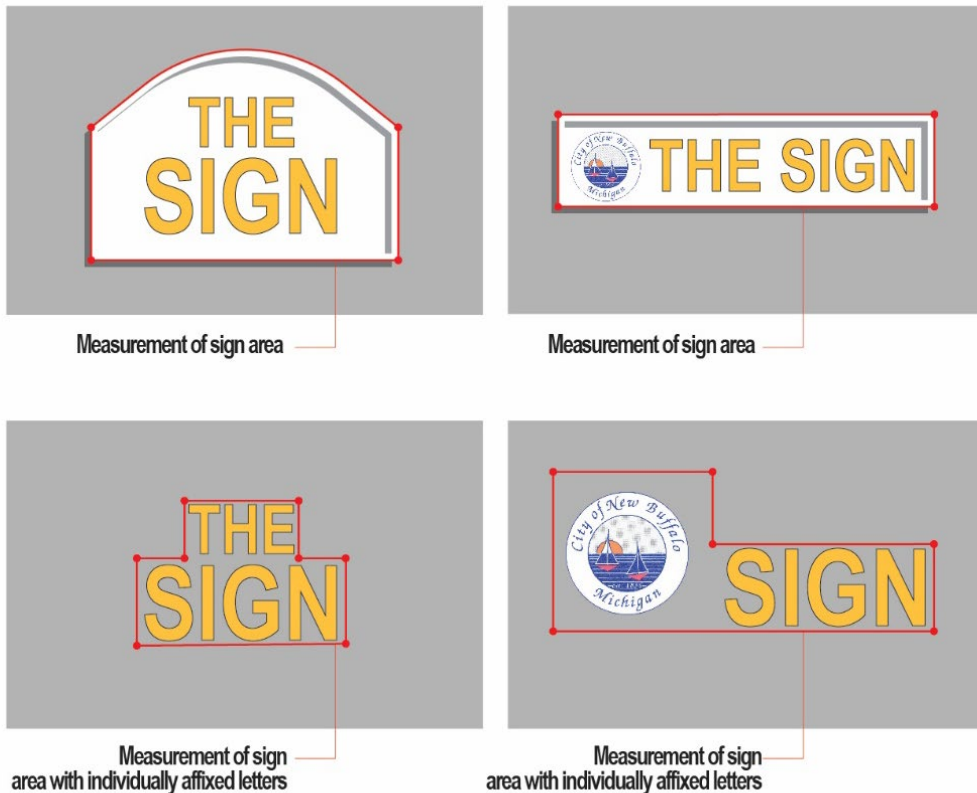 THE
SIGN
City of New Buffalo
Michigan
THE SIGN
Measurement of sign area
Measurement of sign area
THE
SIGN
City of New Buffalo
Michigan
SIGN
Measurement of sign
area with individually affixed letters
Measurement of sign
area with individually affixed letters